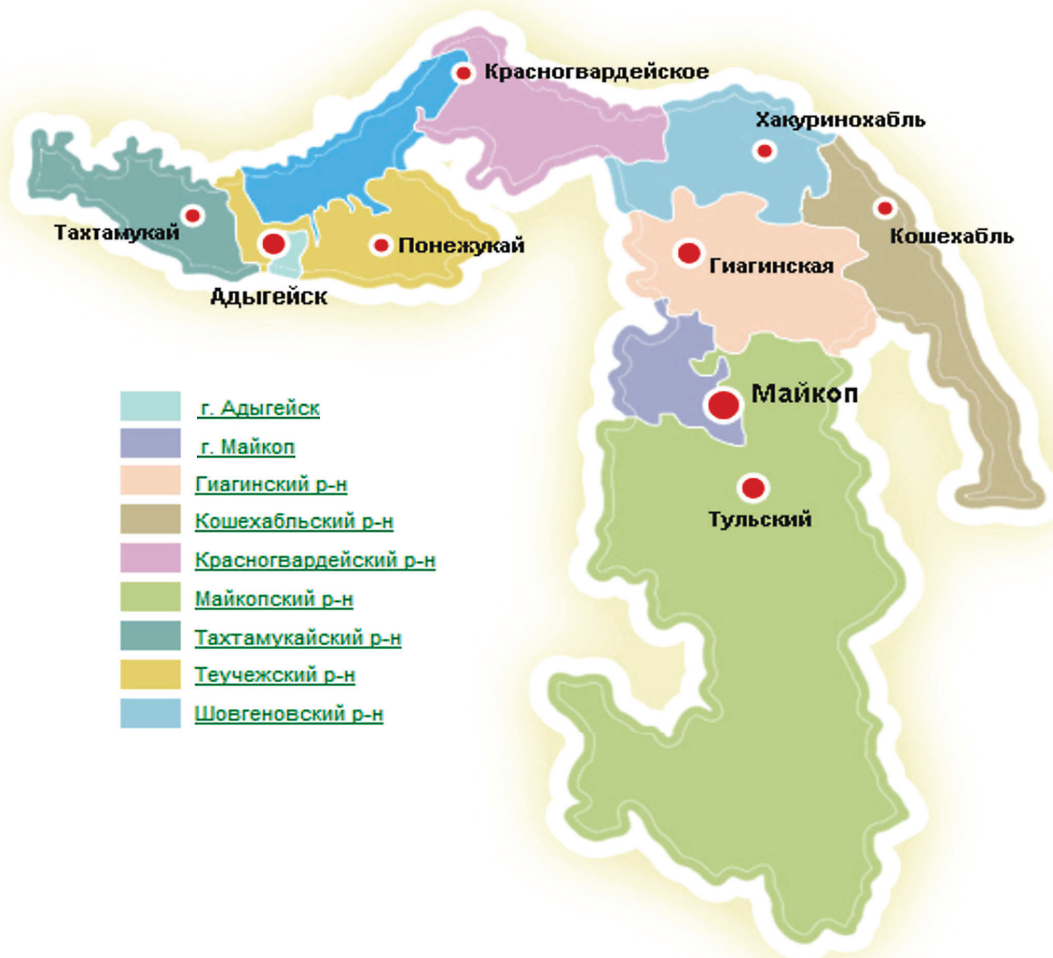 Красногвардейское
Хакуринохабль
Тахтамукай
Понежукай
Кошехабль
Гиагинская
Адыгейск
Майкоп
Тульский
г. Адыгейск
г. Майкоп
Гиагинский р-н
Кошехабльский р-н
Красногвардейский р-н
Майкопский р-н
Тахтамукайский р-н
Теучежский р-н
Шовгеновский р-н